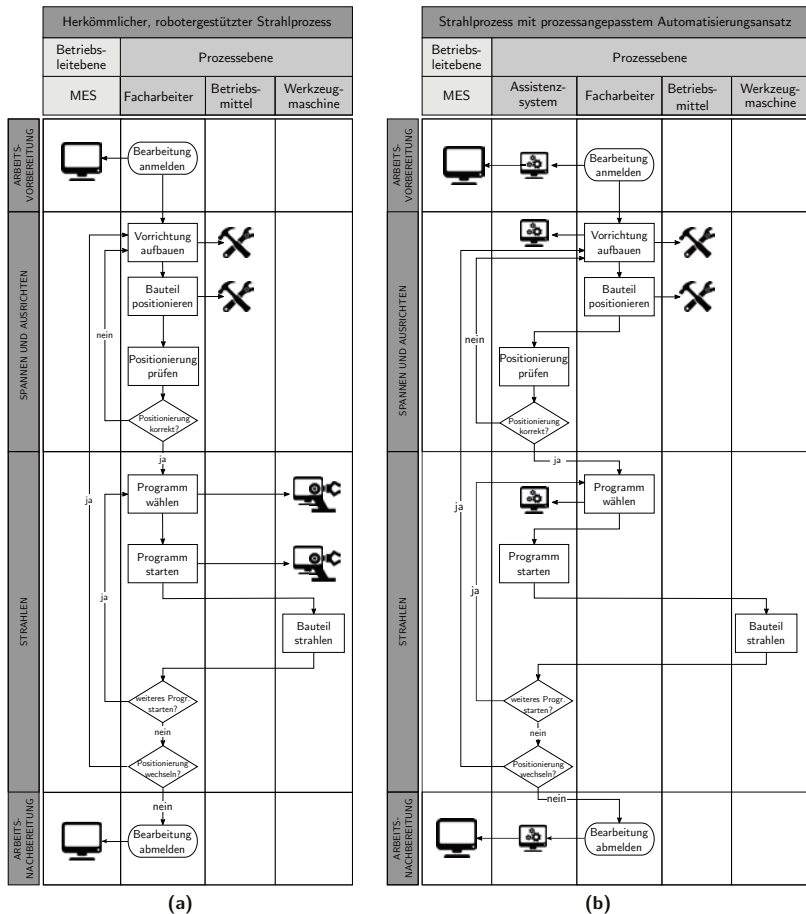 Herkömmlicher, robotergestützter Strahlprozess
Betriebs-
leitebene
Prozessebene
MES
Facharbeiter
Betriebs-
mittel
Werkzeug-
maschine
ARBEITS-
VORBEREITUNG
Bearbeitung
anmelden
SPANNEN UND AUSRICHTEN
Vorrichtung
aufbauen
Bauteil
positionieren
nein
Positionierung
prüfen
Positionierung
korrekt?
ja
STRAHLEN
Programm
wählen
ja
Programm
starten
ja
Bauteil
strahlen
weiteres Progr.
starten?
nein
Positionierung
wechseln?
nein
ARBEITS-
NACHBEREITUNG
Bearbeitung
abmelden
(a)
Strahlprozess mit prozessangepasstem Automatisierungsansatz
Betriebs-
leitebene
Prozessebene
MES
Assistenz-
system
Facharbeiter
Betriebs-
mittel
Werkzeug-
maschine
ARBEITS-
VORBEREITUNG
Bearbeitung
anmelden
SPANNEN UND AUSRICHTEN
Vorrichtung
aufbauen
Bauteil
positionieren
nein
Positionierung
prüfen
Positionierung
korrekt?
ja
STRAHLEN
Programm
wählen
ja
Programm
starten
ja
Bauteil
strahlen
weiteres Progr.
starten?
nein
Positionierung
wechseln?
nein
ARBEITS-
NACHBEREITUNG
Bearbeitung
abmelden
(b)